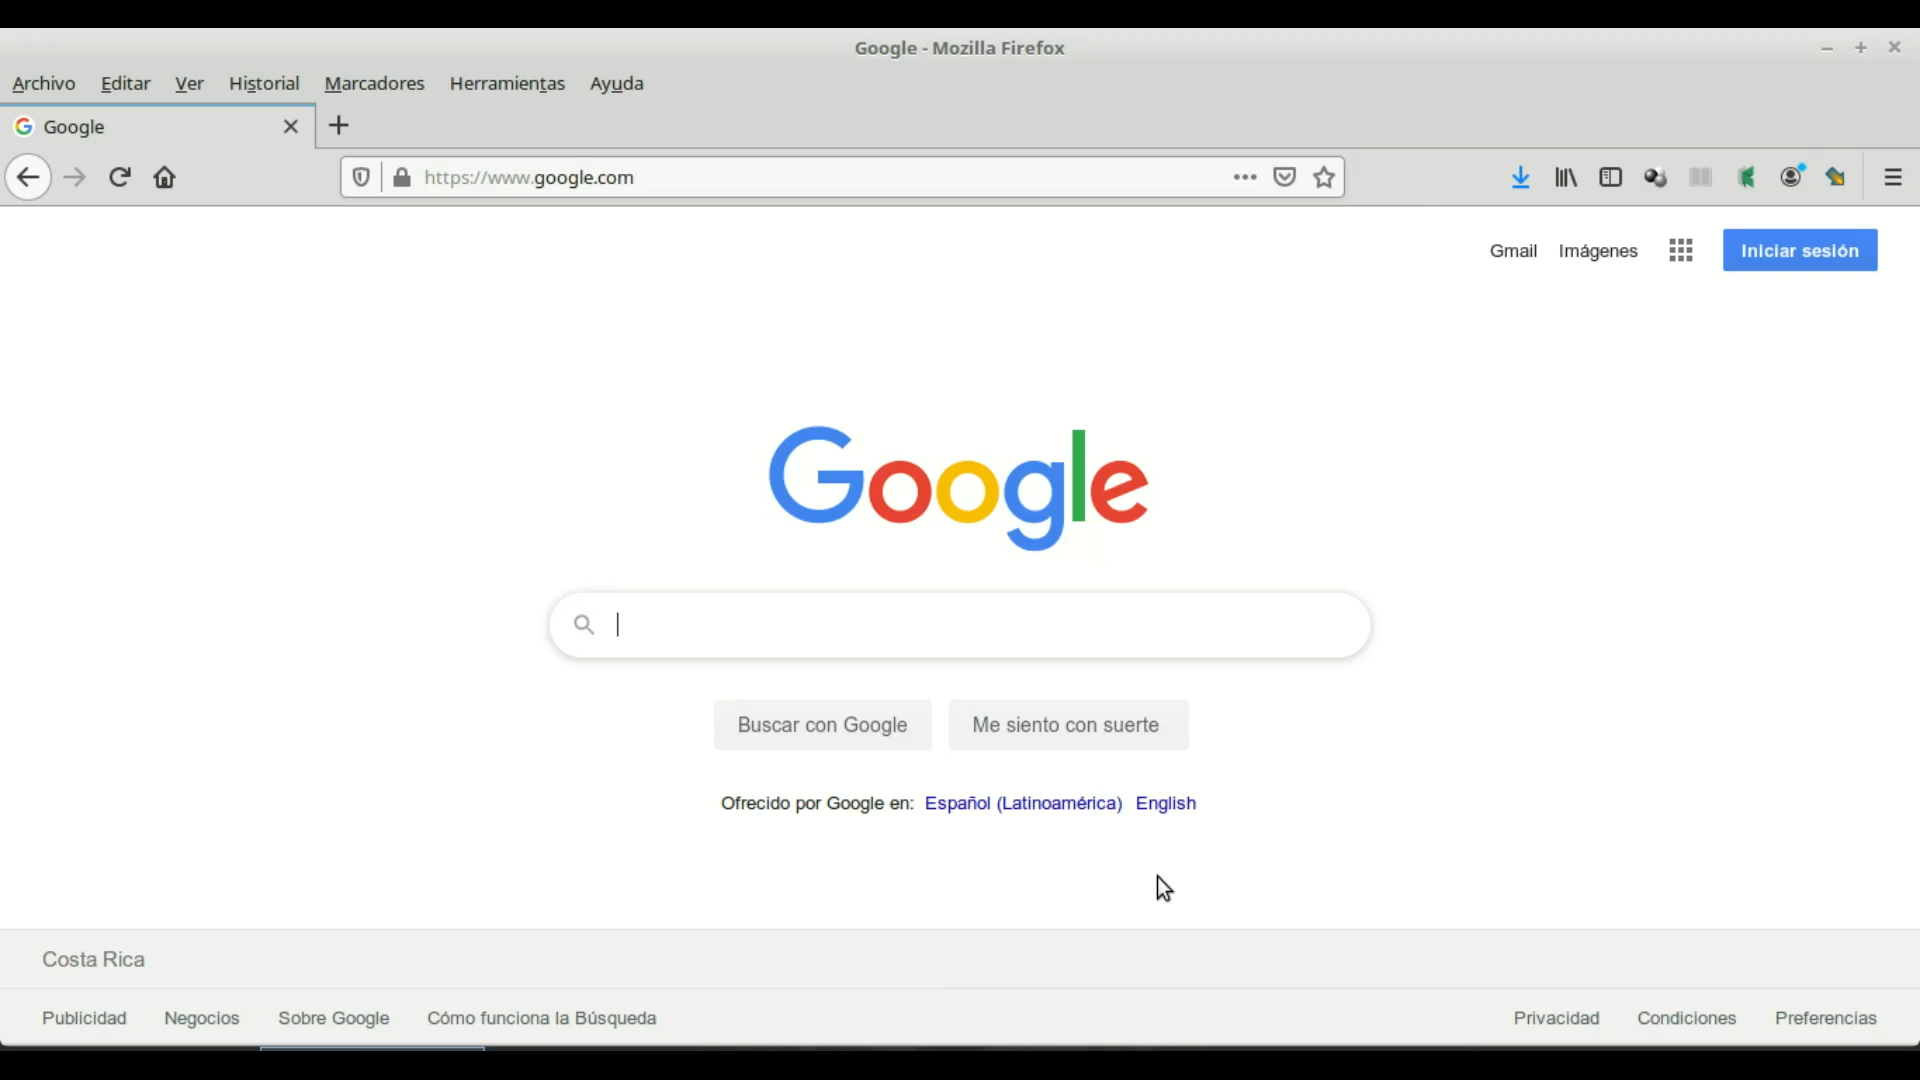 Google - Mozilla Firefox
Archivo Editar Ver Historial Marcadores Herramientas Ayuda
Google
https://www.google.com
Gmail Imágenes Iniciar sesión
Google
Buscar con Google Me siento con suerte
Ofrecido por Google en: Español (Latinoamérica) English
Costa Rica
Publicidad Negocios Sobre Google Cómo funciona la Búsqueda Privacidad Condiciones Preferencias